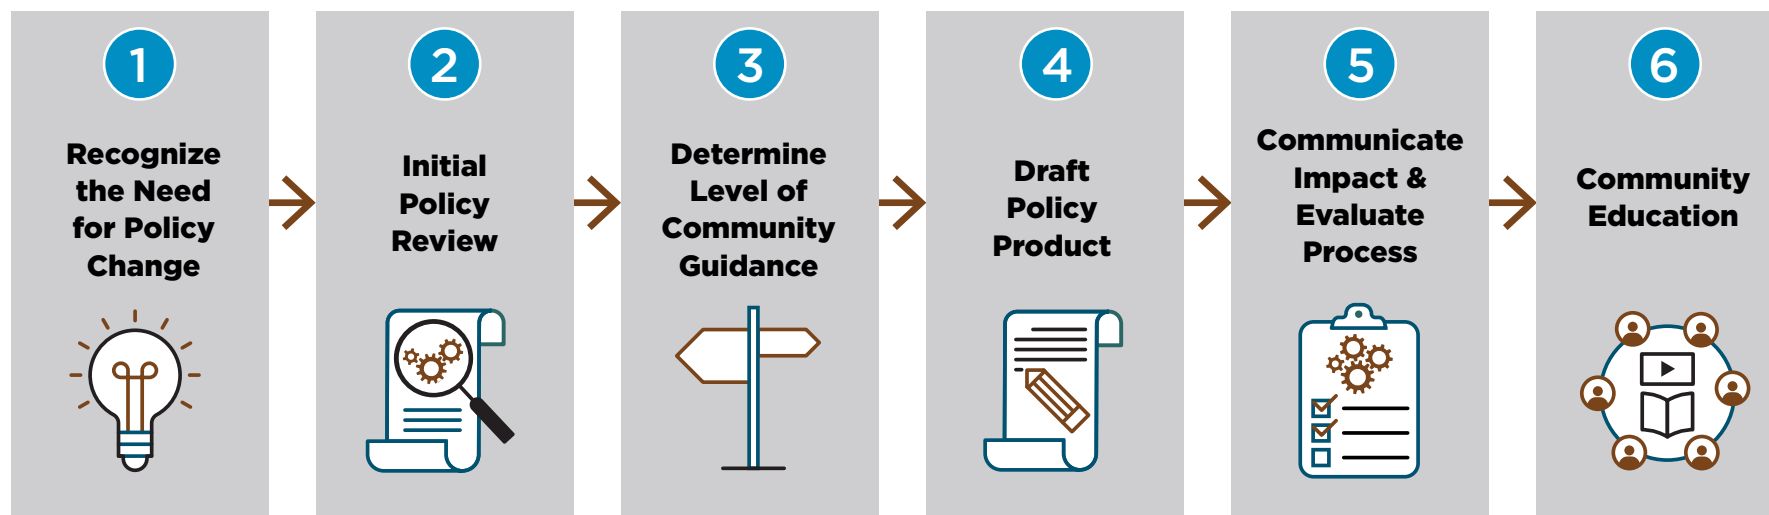 1
Recognize
the Need
for Policy
Change
2
Initial
Policy
Review
3
Determine
Level of
Community
Guidance
4
Draft
Policy
Product
5
Communicate
Impact &
Evaluate
Process
6
Community
Education